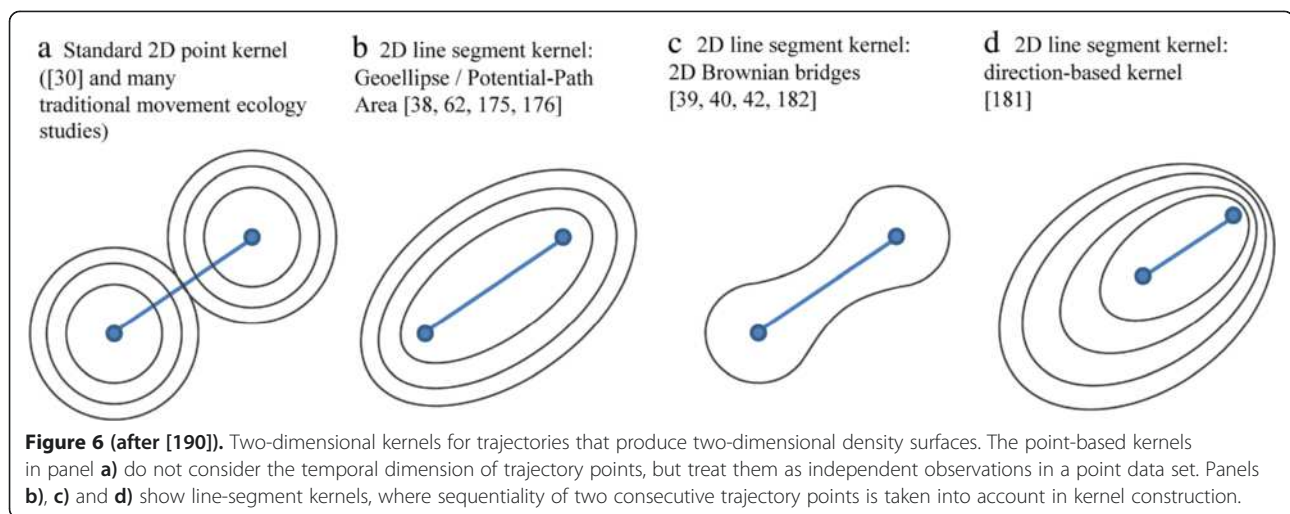 a Standard 2D point kernel
([30] and many
traditional movement ecology
studies)
b 2D line segment kernel:
Geoellipse / Potential-Path
Area [38, 62, 175, 176]
c 2D line segment kernel:
2D Brownian bridges
[39, 40, 42, 182]
d 2D line segment kernel:
direction-based kernel
[181]
Figure 6 (after [190]). Two-dimensional kernels for trajectories that produce two-dimensional density surfaces. The point-based kernels
in panel a) do not consider the temporal dimension of trajectory points, but treat them as independent observations in a point data set. Panels
b), c) and d) show line-segment kernels, where sequentiality of two consecutive trajectory points is taken into account in kernel construction.